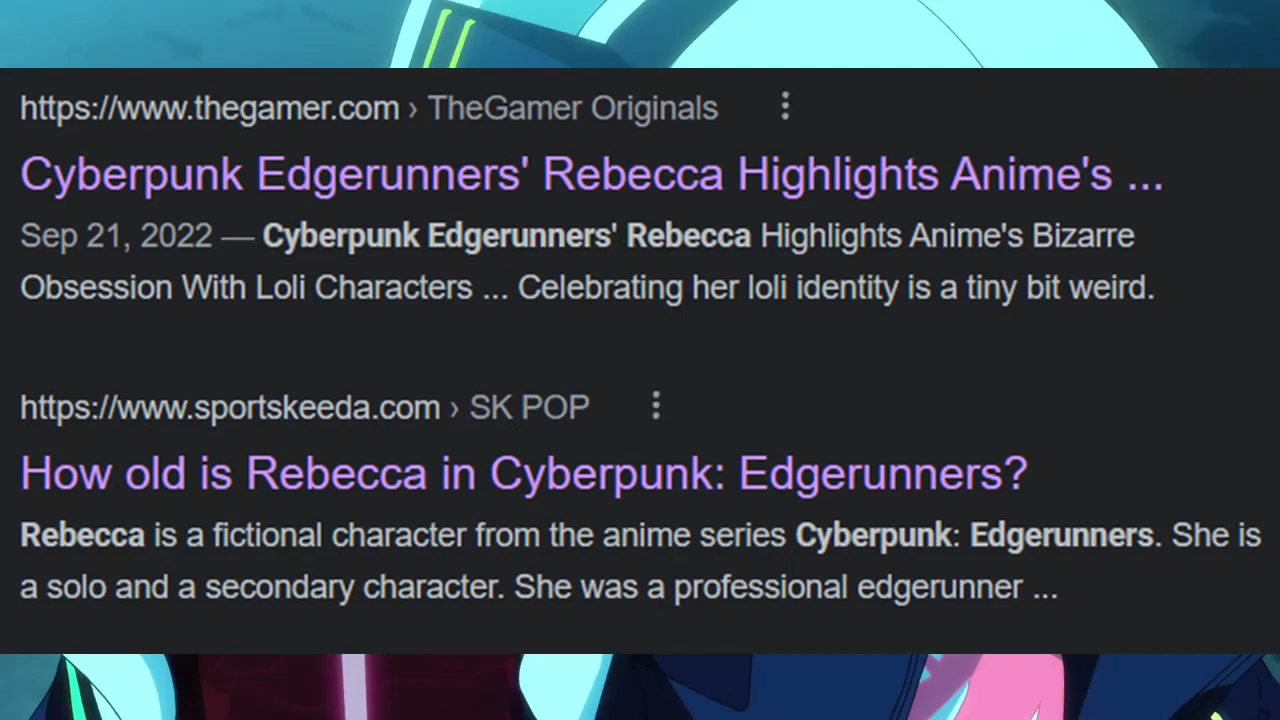 https://www.thegamer.com › TheGamer Originals
Cyberpunk Edgerunners' Rebecca Highlights Anime's ...
Sep 21, 2022 — Cyberpunk Edgerunners' Rebecca Highlights Anime's Bizarre
Obsession With Loli Characters ... Celebrating her loli identity is a tiny bit weird.
https://www.sportskeeda.com › SK POP
How old is Rebecca in Cyberpunk: Edgerunners?
Rebecca is a fictional character from the anime series Cyberpunk: Edgerunners. She is
a solo and a secondary character. She was a professional edgerunner ...